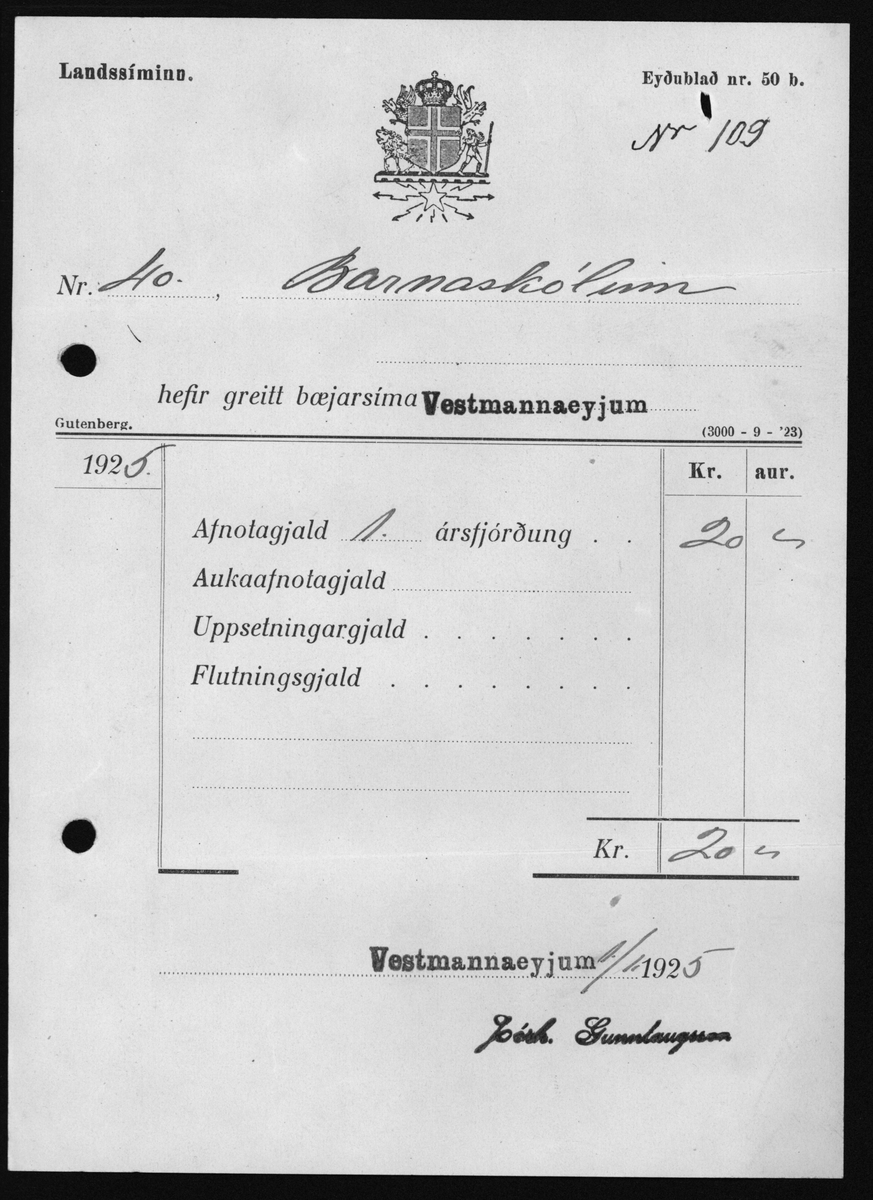 Landssíminn.
Eyðublað nr. 50 b.
Nr 109
Nr. 40. , Barnaskólinn
hefir greitt bæjarsíma Vestmannaeyjum
Gutenberg.
(3000 - 9 - '23)
1925.
Kr. aur.
Afnotagjald 1. ársfjórðung . . 20 "
Aukaafnotagjald
Uppsetningargjald . . . . . . .
Flutningsgjald . . . . . . . .
Kr. 20 "
Vestmannaeyjum 1/1. 1925
Þórh. Gunnlaugsson